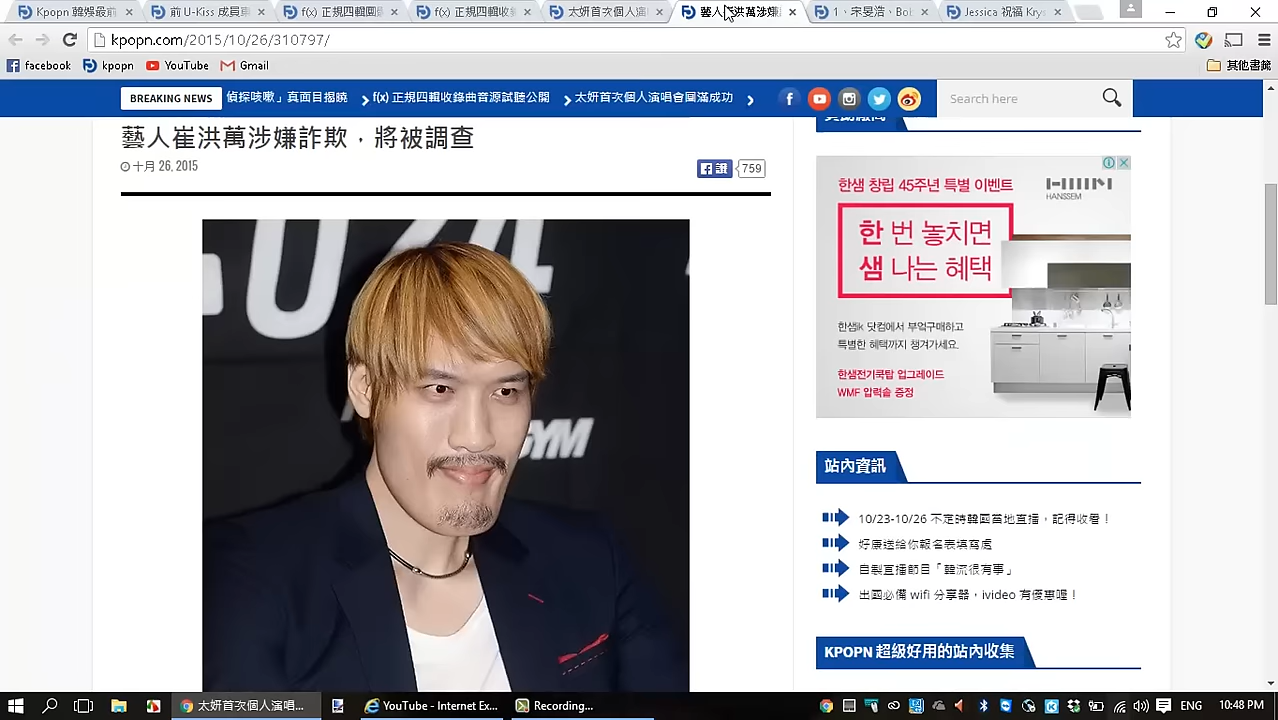 Kpopn 韓娛最前
前 U-Kiss 成員東
f(x) 正規四輯圓
f(x) 正規四輯收
太妍首次個人演
藝人崔洪萬涉嫌
1、宋旻浩、Bol
Jessica 祝福 Krys
kpopn.com/2015/10/26/310797/
facebook
kpopn
YouTube
Gmail
其他書籤
BREAKING NEWS
偵探咳嗽」真面目揭曉
f(x) 正規四輯收錄曲音源試聽公開
太妍首次個人演唱會圓滿成功
Search here
藝人崔洪萬涉嫌詐欺，將被調查
十月 26, 2015
讚
759
GYM
한샘 창립 45주년 특별 이벤트
HANSSEM
한 번 놓치면
샘 나는 혜택
한샘ik 닷컴에서 부엌구매하고
특별한 혜택까지 챙겨가세요.
한샘전기쿡탑 업그레이드
WMF 압력솥 증정
站內資訊
10/23-10/26 不定時韓國當地直播，記得收看！
好康送給你報名表填寫處
自製直播節目「韓流很有事」
出國必備 wifi 分享器，ivideo 有優惠喔！
KPOPN 超級好用的站內收集
太妍首次個人演唱...
YouTube - Internet Ex...
Recording...
ENG
10:48 PM